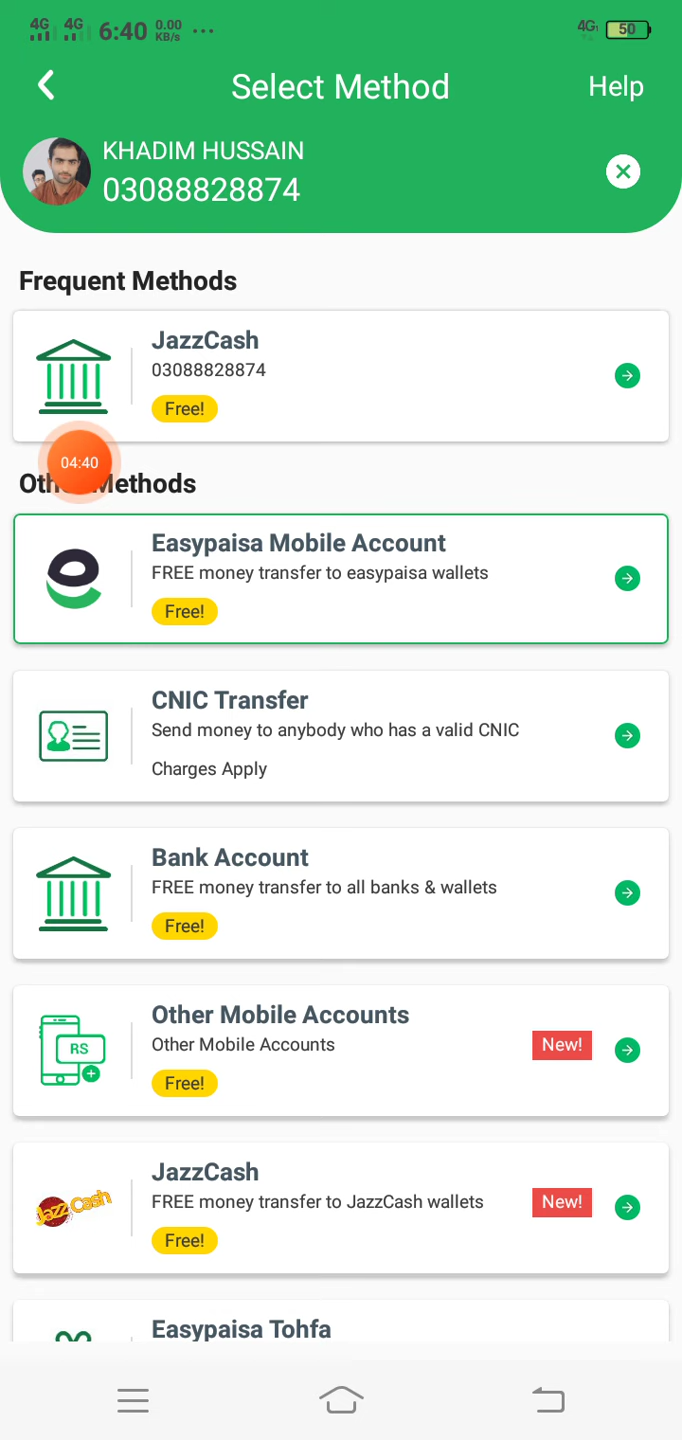 4G 4G 6:40 0.00 KB/s ... 4G 50
Select Method
Help
KHADIM HUSSAIN
03088828874
Frequent Methods
JazzCash
03088828874
Free!
04:40
Methods
Easypaisa Mobile Account
FREE money transfer to easypaisa wallets
Free!
CNIC Transfer
Send money to anybody who has a valid CNIC
Charges Apply
Bank Account
FREE money transfer to all banks & wallets
Free!
Other Mobile Accounts
Other Mobile Accounts
New!
RS
Free!
JazzCash
FREE money transfer to JazzCash wallets
New!
Jazz Cash
Free!
Easypaisa Tohfa